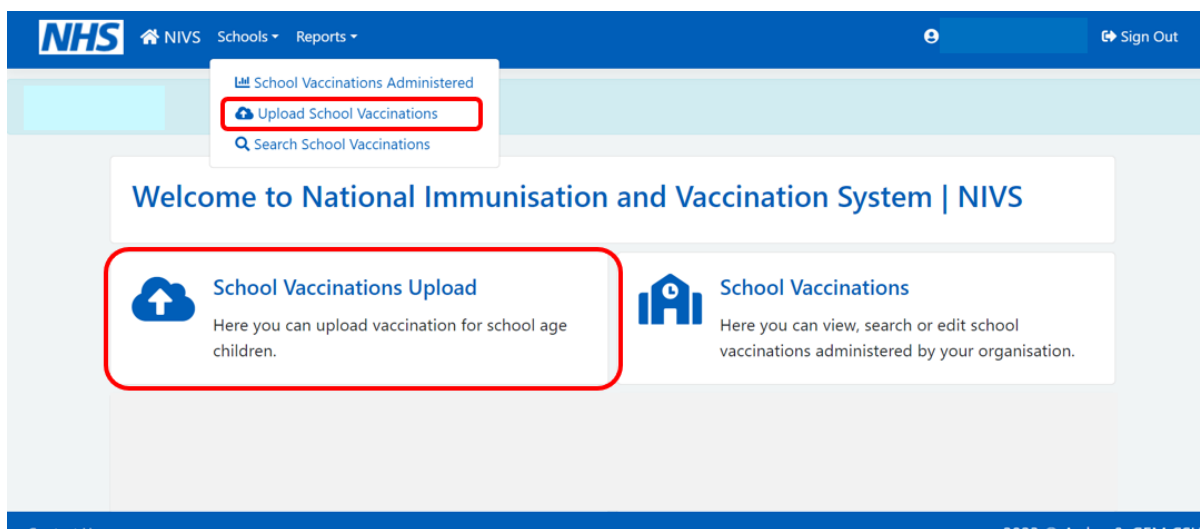 NHS NIVS Schools Reports Sign Out
School Vaccinations Administered
Upload School Vaccinations
Search School Vaccinations
Welcome to National Immunisation and Vaccination System | NIVS
School Vaccinations Upload
Here you can upload vaccination for school age
children.
School Vaccinations
Here you can view, search or edit school
vaccinations administered by your organisation.